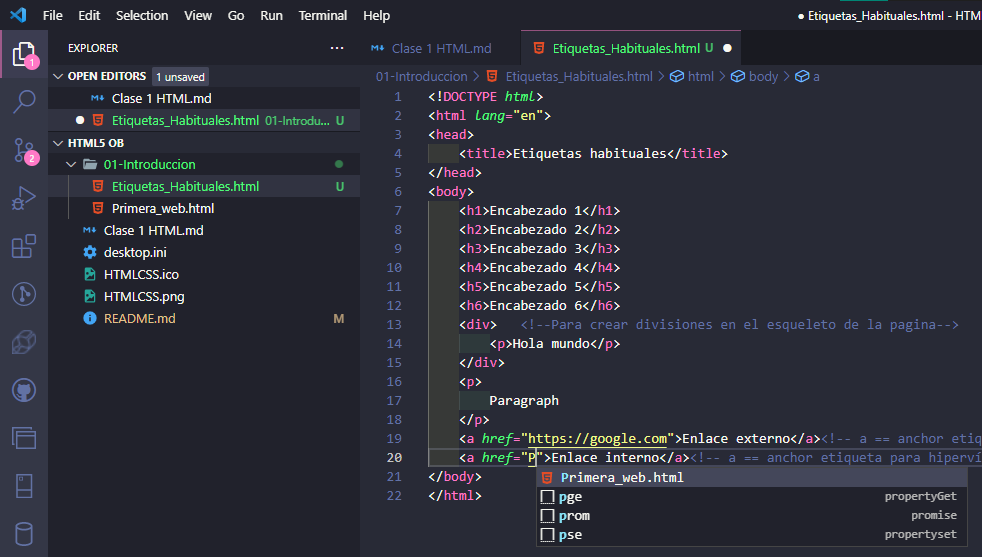 File Edit Selection View Go Run Terminal Help
● Etiquetas_Habituales.html - HTM
EXPLORER
···
Clase 1 HTML.md
Etiquetas_Habituales.html U
OPEN EDITORS 1 unsaved
01-Introduccion > Etiquetas_Habituales.html > html > body > a
Clase 1 HTML.md
Etiquetas_Habituales.html 01-Introdu... U
HTML5 OB
01-Introduccion
Etiquetas_Habituales.html U
Primera_web.html
Clase 1 HTML.md
desktop.ini
HTMLCSS.ico
HTMLCSS.png
README.md M
1
2
1 <!DOCTYPE html>
2 <html lang="en">
3 <head>
4 <title>Etiquetas habituales</title>
5 </head>
6 <body>
7 <h1>Encabezado 1</h1>
8 <h2>Encabezado 2</h2>
9 <h3>Encabezado 3</h3>
10 <h4>Encabezado 4</h4>
11 <h5>Encabezado 5</h5>
12 <h6>Encabezado 6</h6>
13 <div> <!--Para crear divisiones en el esqueleto de la pagina-->
14 <p>Hola mundo</p>
15 </div>
16 <p>
17 Paragraph
18 </p>
19 <a href="https://google.com">Enlace externo</a><!-- a == anchor etiq
20 <a href="P">Enlace interno</a><!-- a == anchor etiqueta para hiperví
21 </body>
22 </html>
Primera_web.html
pge propertyGet
prom promise
pse propertyset